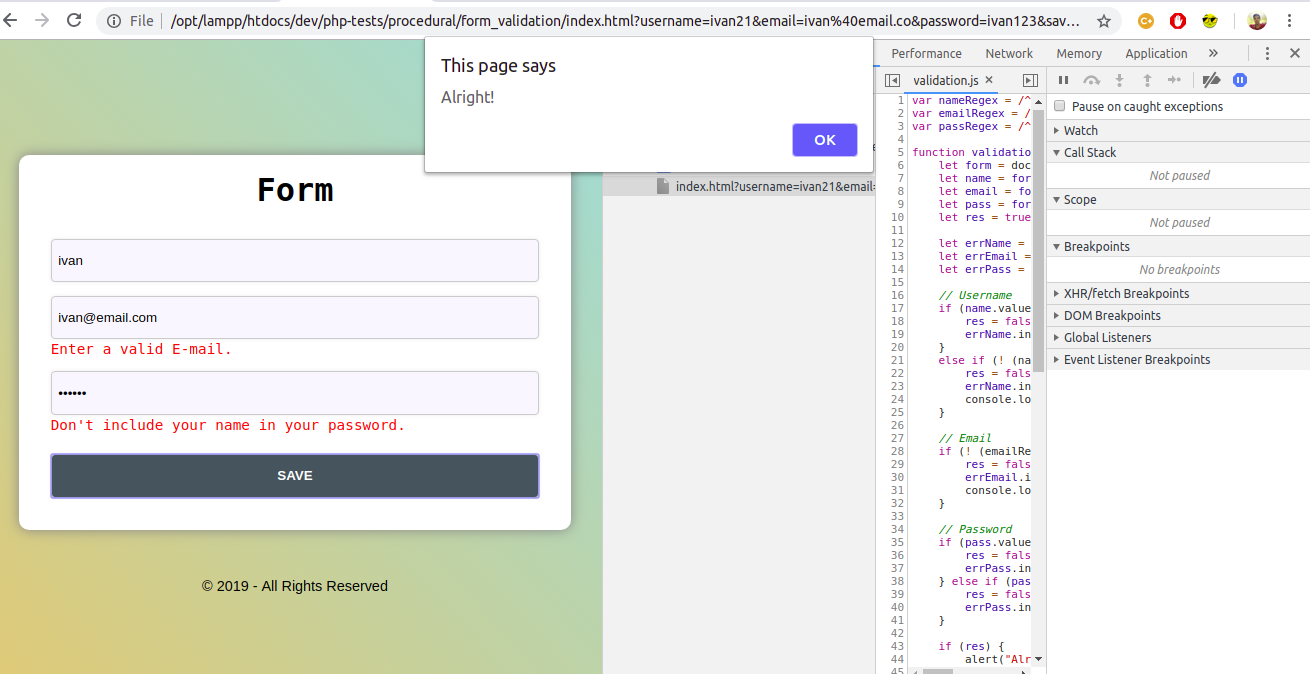 File
/opt/lampp/htdocs/dev/php-tests/procedural/form_validation/index.html?username=ivan21&email=ivan%40email.co&password=ivan123&sav...
This page says
Alright!
OK
Form
ivan
ivan@email.com
Enter a valid E-mail.
••••••
Don't include your name in your password.
SAVE
© 2019 - All Rights Reserved
index.html?username=ivan21&email=
Performance Network Memory Application »
validation.js ×
1 var nameRegex = /^
2 var emailRegex = /
3 var passRegex = /^
4
5 function validatio
6 let form = doc
7 let name = for
8 let email = fo
9 let pass = for
10 let res = true
11
12 let errName =
13 let errEmail =
14 let errPass =
15
16 // Username
17 if (name.value
18 res = fals
19 errName.in
20 }
21 else if (! (na
22 res = fals
23 errName.in
24 console.lo
25 }
26
27 // Email
28 if (! (emailRe
29 res = fals
30 errEmail.i
31 console.lo
32 }
33
34 // Password
35 if (pass.value
36 res = fals
37 errPass.in
38 } else if (pas
39 res = fals
40 errPass.in
41 }
42
43 if (res) {
44 alert("Alr
45
Pause on caught exceptions
Watch
Call Stack
Not paused
Scope
Not paused
Breakpoints
No breakpoints
XHR/fetch Breakpoints
DOM Breakpoints
Global Listeners
Event Listener Breakpoints